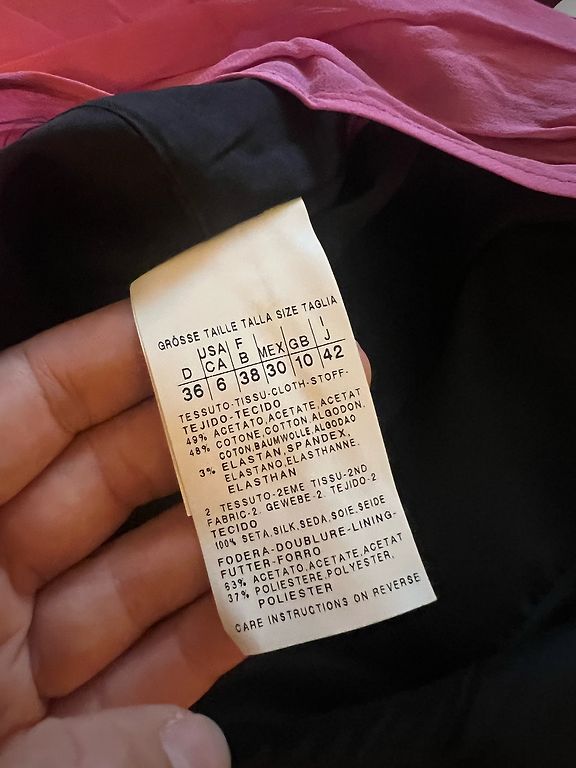 GRÖSSE TAILLE TALLA SIZE TAGLIA
D USA CA F B MEX GB I J
36 6 38 30 10 42
TESSUTO-TISSU-CLOTH-STOFF-
TEJIDO-TECIDO
49% ACETATO,ACETATE,ACETAT
48% COTONE,COTTON,ALGODON,
COTON,BAUMWOLLE,ALGODAO
3% ELASTAN,SPANDEX,
ELASTANO,ELASTHANNE,
ELASTHAN
2 TESSUTO-2EME TISSU-2ND
FABRIC-2. GEWEBE-2. TEJIDO-2
TECIDO
100% SETA,SILK,SEDA,SOIE,SEIDE
FODERA-DOUBLURE-LINING-
FUTTER-FORRO
63% ACETATO,ACETATE,ACETAT
37% POLIESTERE,POLYESTER,
POLIESTER
CARE INSTRUCTIONS ON REVERSE